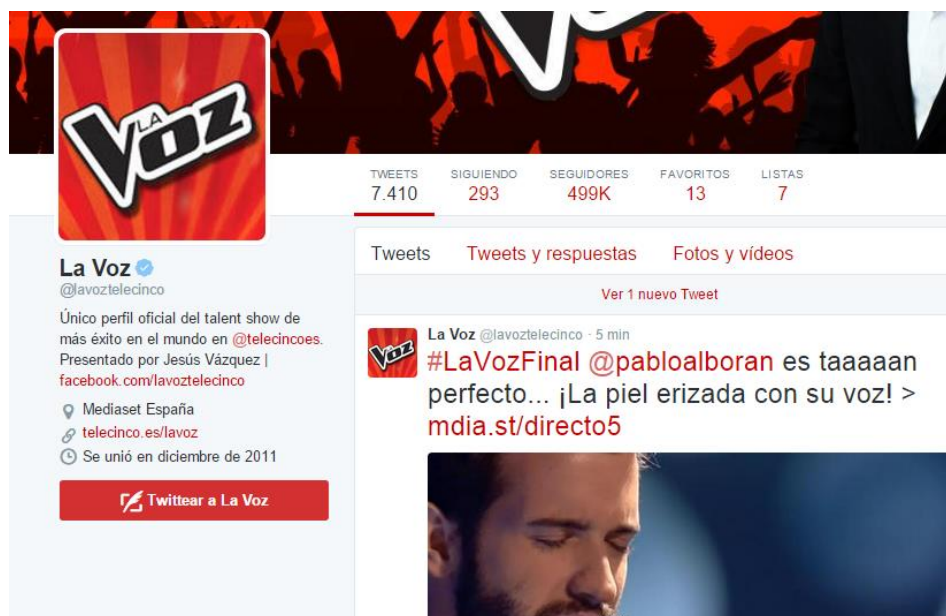 LA
VOZ
TWEETS SIGUIENDO SEGUIDORES FAVORITOS LISTAS
7.410 293 499K 13 7
La Voz
@lavoztelecinco
Único perfil oficial del talent show de
más éxito en el mundo en @telecincoes.
Presentado por Jesús Vázquez |
facebook.com/lavoztelecinco
Mediaset España
telecinco.es/lavoz
Se unió en diciembre de 2011
Twittear a La Voz
Tweets Tweets y respuestas Fotos y vídeos
Ver 1 nuevo Tweet
LA
VOZ
La Voz @lavoztelecinco · 5 min
#LaVozFinal @pabloalboran es taaaaan
perfecto... ¡La piel erizada con su voz! >
mdia.st/directo5